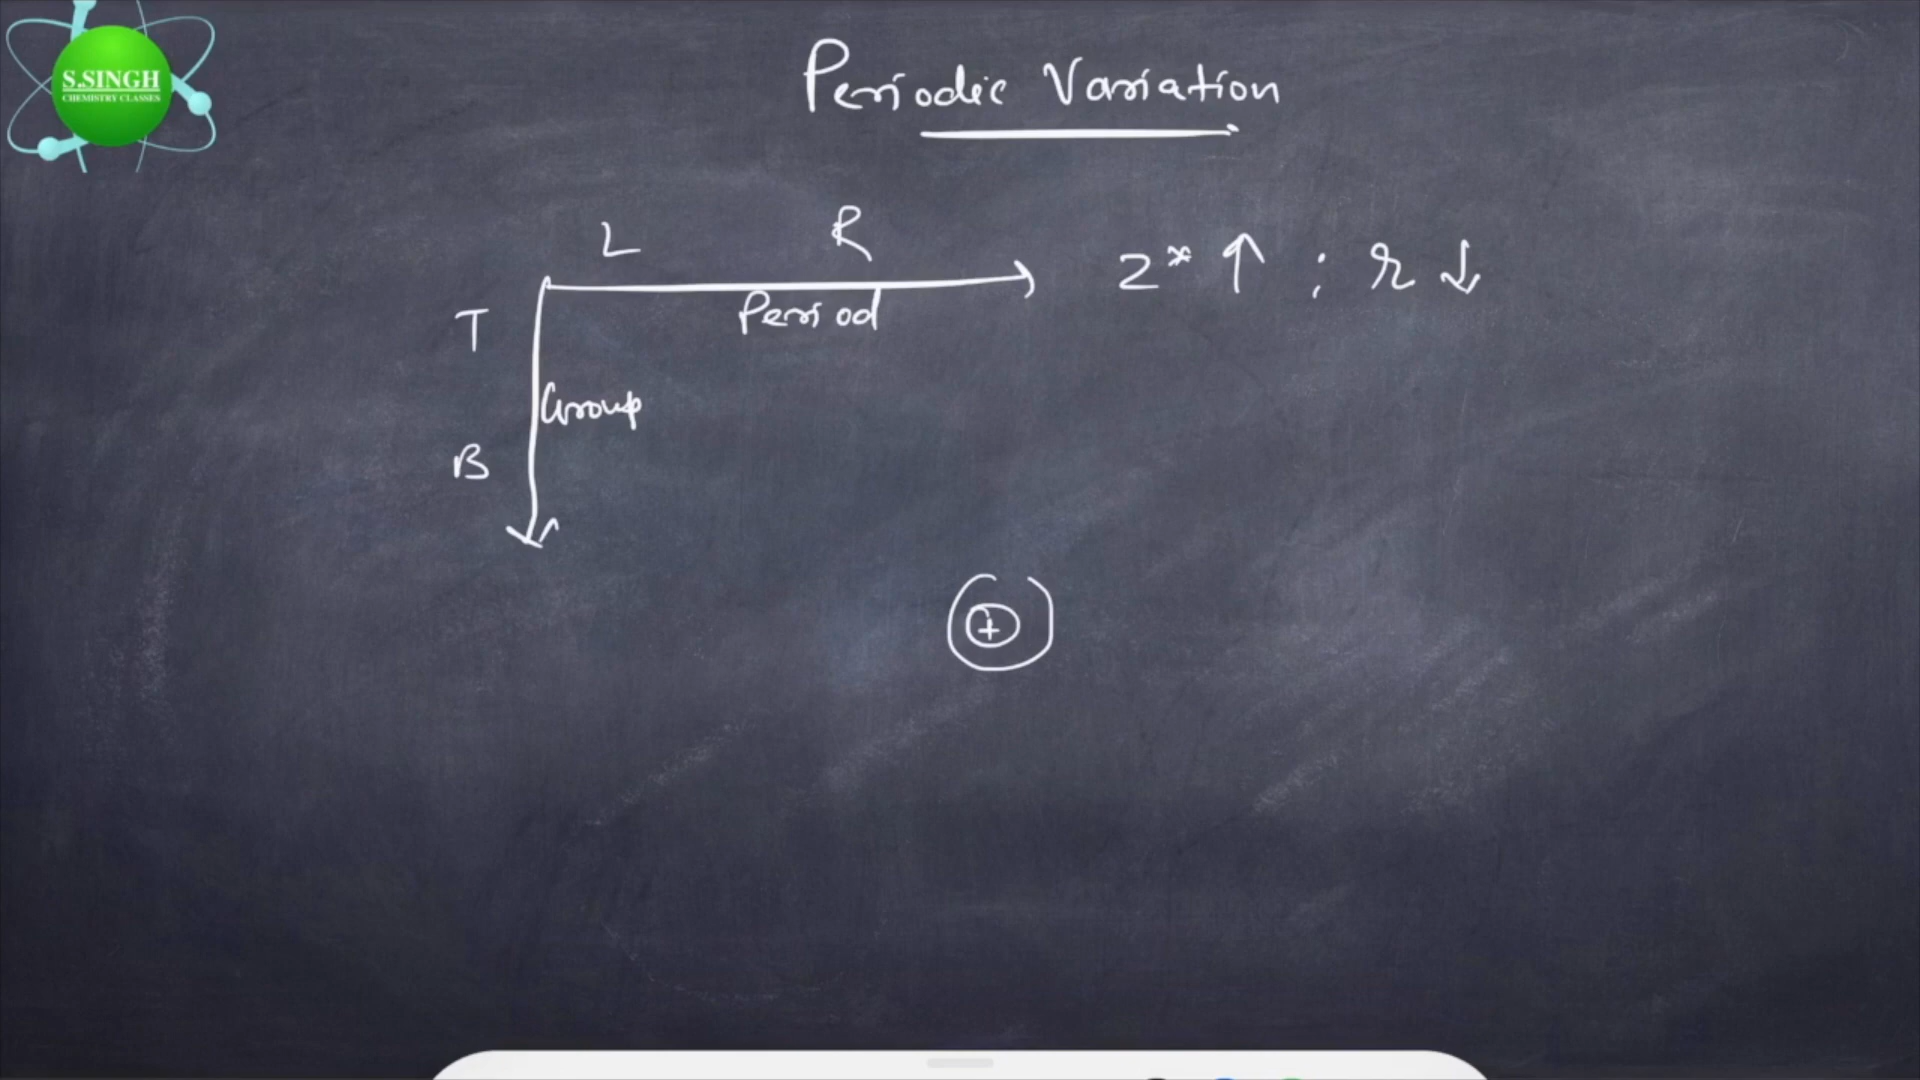 S.SINGH
CHEMISTRY CLASSES
Periodic Variation
L R
Z* ↑ ; r ↓
Period
T
Group
B
+